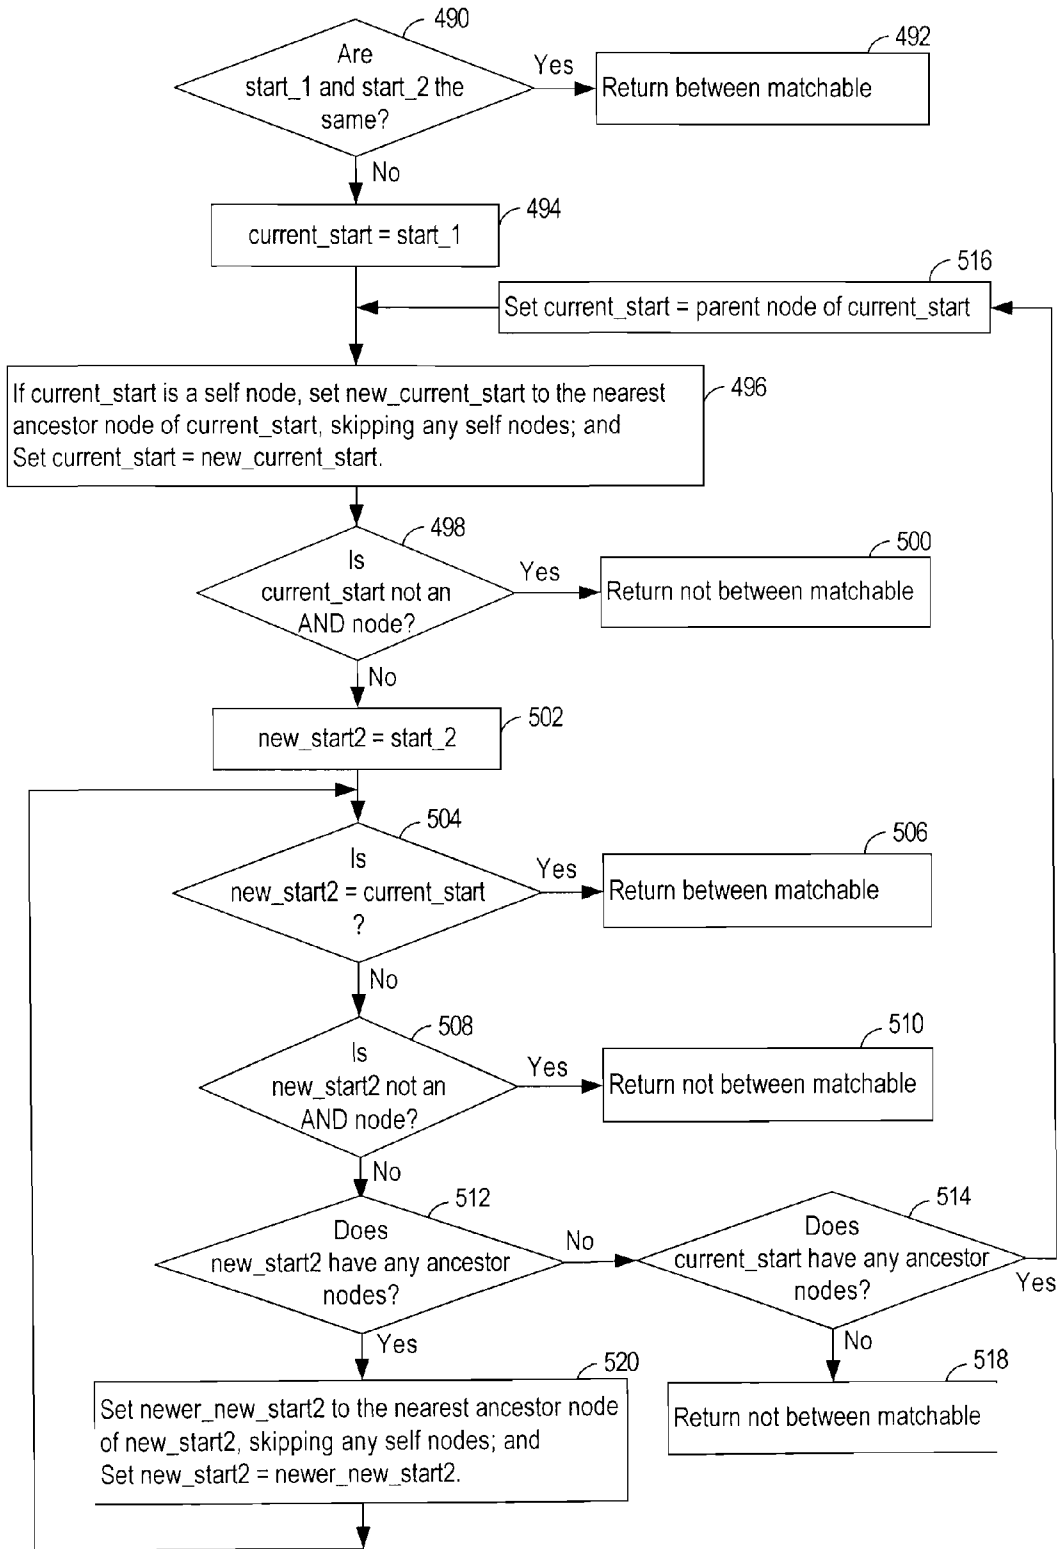 490
Are
start_1 and start_2 the
same?
Yes
492
Return between matchable
No
494
current_start = start_1
516
Set current_start = parent node of current_start
496
If current_start is a self node, set new_current_start to the nearest
ancestor node of current_start, skipping any self nodes; and
Set current_start = new_current_start.
498
Is
current_start not an
AND node?
Yes
500
Return not between matchable
No
502
new_start2 = start_2
504
Is
new_start2 = current_start
?
Yes
506
Return between matchable
No
508
Is
new_start2 not an
AND node?
Yes
510
Return not between matchable
No
512
Does
new_start2 have any ancestor
nodes?
No
514
Does
current_start have any ancestor
nodes?
Yes
Yes
No
520
Set newer_new_start2 to the nearest ancestor node
of new_start2, skipping any self nodes; and
Set new_start2 = newer_new_start2.
518
Return not between matchable